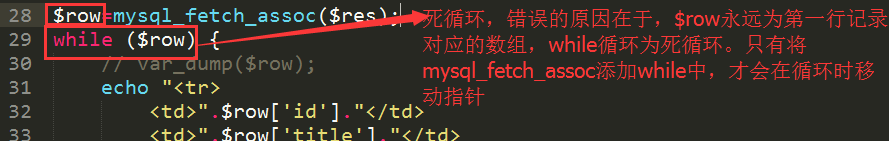 28 $row=mysql_fetch_assoc($res);
29 while ($row) {
30 // var_dump($row);
31 echo "<tr>
32 <td>".$row['id']."</td>
33 <td>".$row['title']."</td>
死循环，错误的原因在于，$row永远为第一行记录
对应的数组，while循环为死循环。只有将
mysql_fetch_assoc添加while中，才会在循环时移
动指针